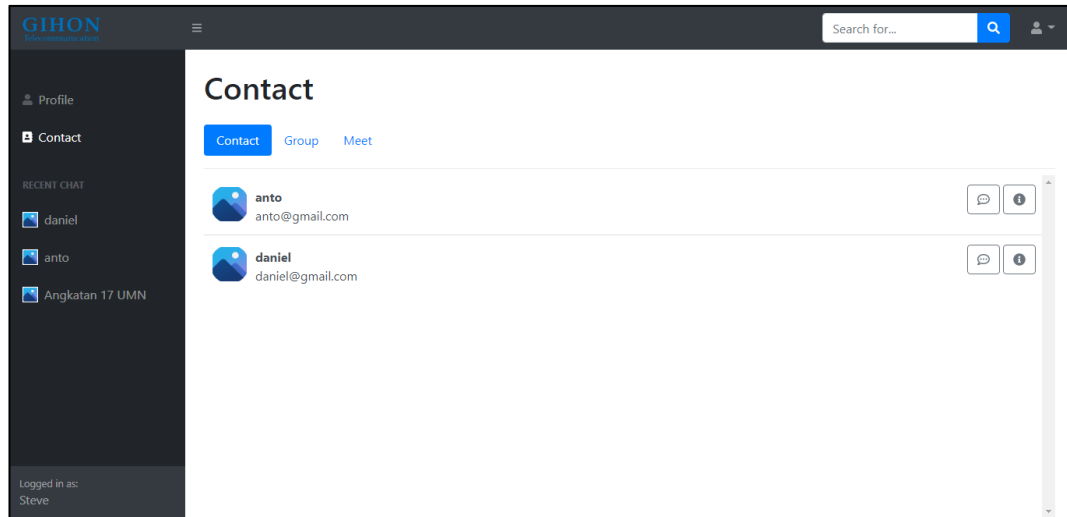 GIHON
Telecommunication
Search for...
Profile
Contact
RECENT CHAT
daniel
anto
Angkatan 17 UMN
Logged in as:
Steve
Contact
Contact Group Meet
anto
anto@gmail.com
daniel
daniel@gmail.com